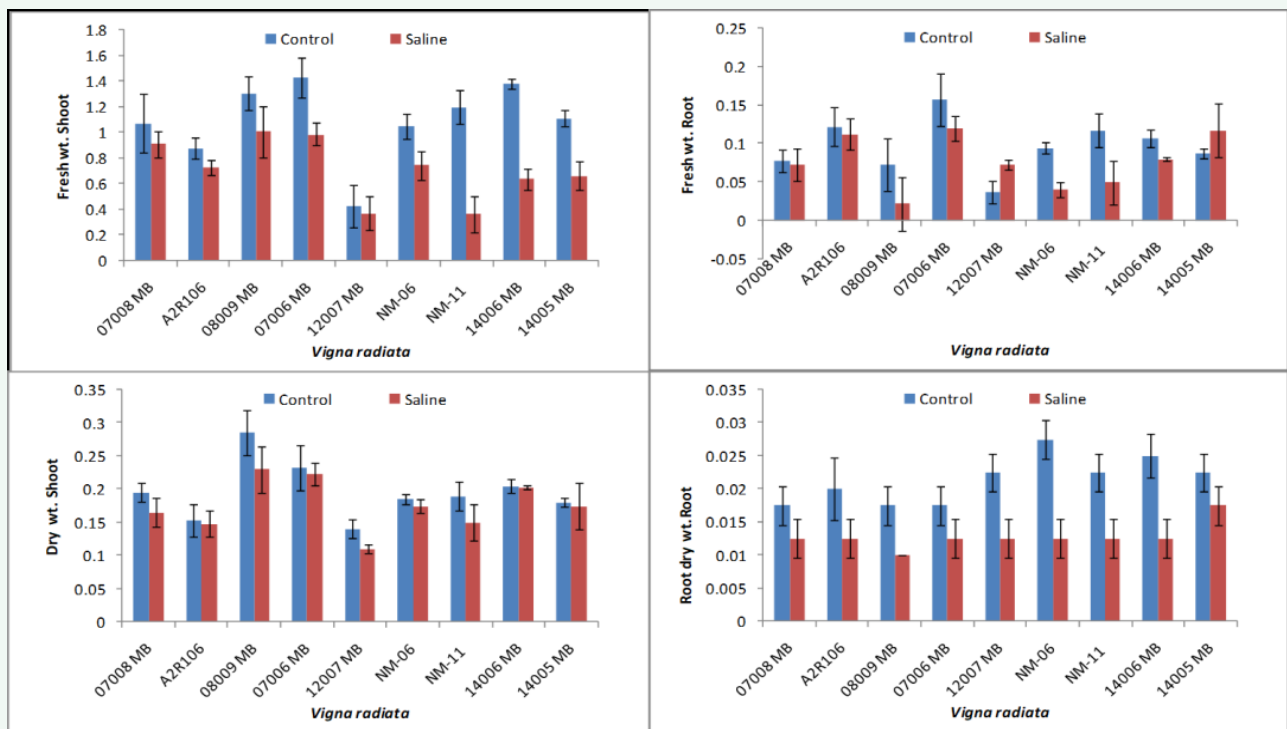 Control Saline
Fresh wt. Shoot
1.8
1.6
1.4
1.2
1
0.8
0.6
0.4
0.2
0
07008 MB A2R106 08009 MB 07006 MB 12007 MB NM-06 NM-11 14006 MB 14005 MB
Vigna radiata
Control Saline
Fresh wt. Root
0.25
0.2
0.15
0.1
0.05
0
-0.05
07008 MB A2R106 08009 MB 07006 MB 12007 MB NM-06 NM-11 14006 MB 14005 MB
Vigna radiata
Control Saline
Dry wt. Shoot
0.35
0.3
0.25
0.2
0.15
0.1
0.05
0
07008 MB A2R106 08009 MB 07006 MB 12007 MB NM-06 NM-11 14006 MB 14005 MB
Vigna radiata
Control Saline
Root dry wt. Root
0.035
0.03
0.025
0.02
0.015
0.01
0.005
0
07008 MB A2R106 08009 MB 07006 MB 12007 MB NM-06 NM-11 14006 MB 14005 MB
Vigna radiata